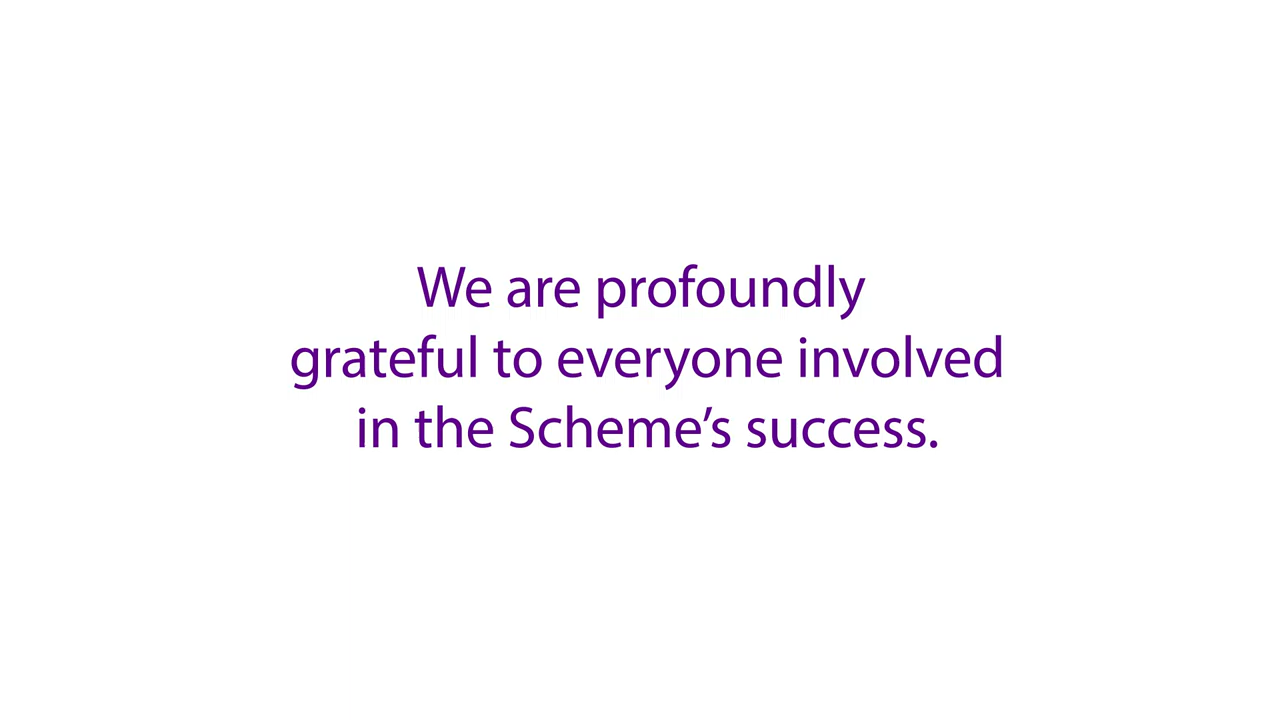 We are profoundly
grateful to everyone involved
in the Scheme’s success.